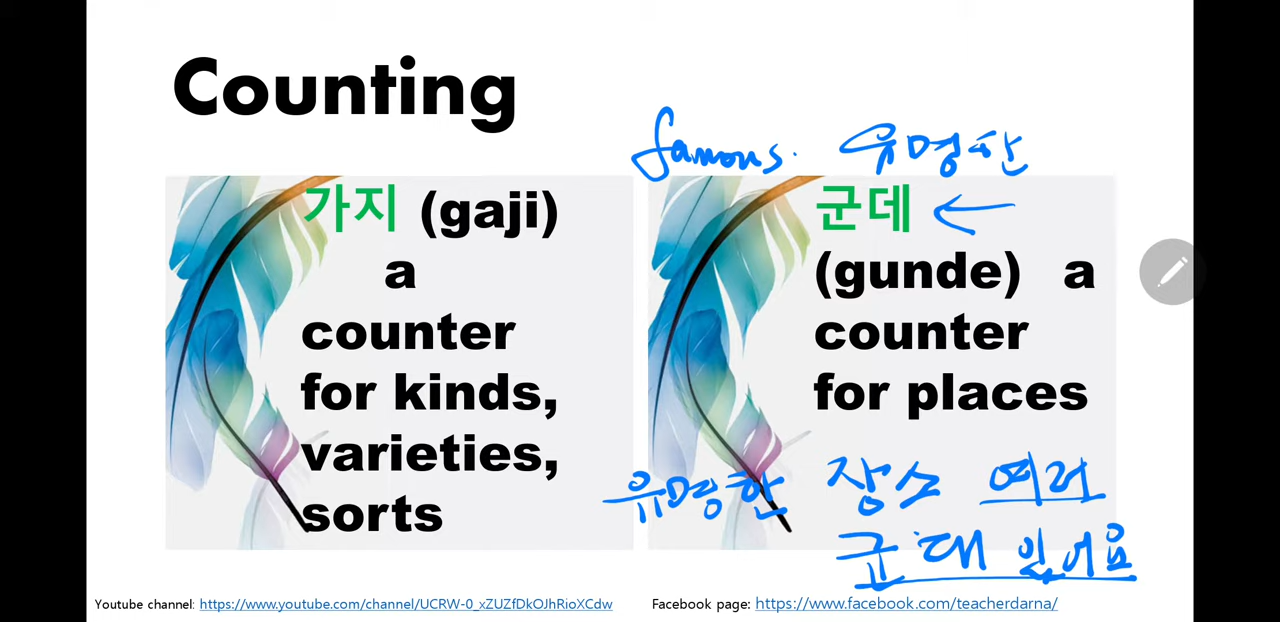 Counting
famous. 유명한
가지 (gaji)
a
counter
for kinds,
varieties,
sorts
군데 ←
(gunde) a
counter
for places
유명한 장소 여러
군대 있어요
Youtube channel: https://www.youtube.com/channel/UCRW-0_xZUZfDkOJhRioXCdw
Facebook page: https://www.facebook.com/teacherdarna/